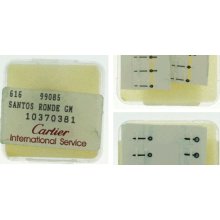 616 99085
SANTOS RONDE GM
10370381
Cartier
International Service